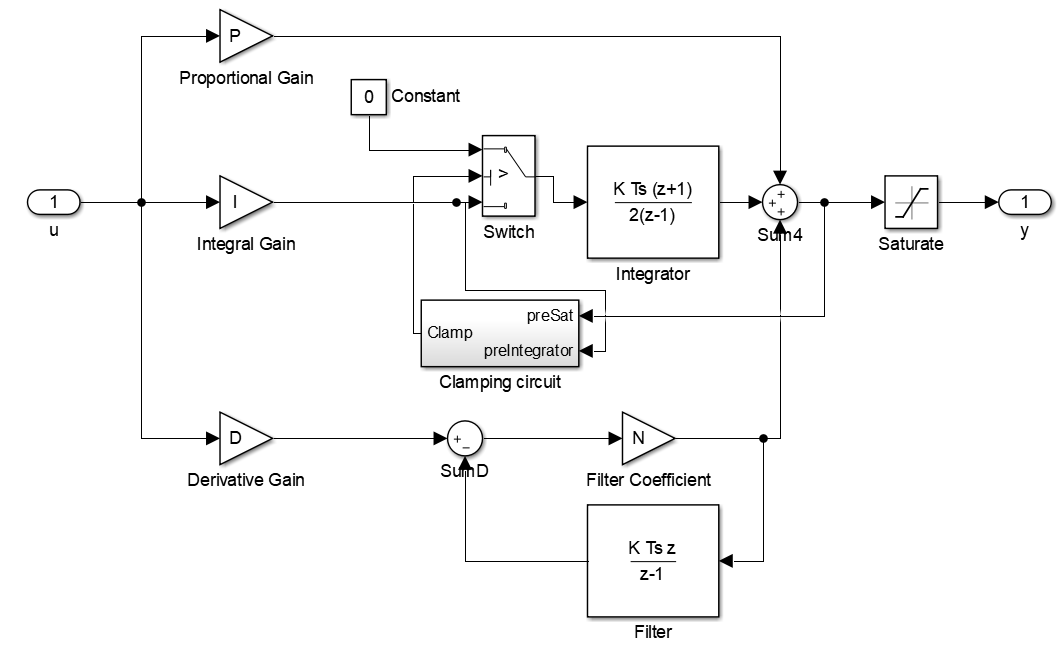 P
Proportional Gain
0
Constant
1
u
I
Integral Gain
>
Switch
K Ts (z+1)
2(z-1)
Integrator
+
+
+
Sum4
Saturate
1
y
preSat
Clamp
preIntegrator
Clamping circuit
D
Derivative Gain
+
−
SumD
N
Filter Coefficient
K Ts z
z-1
Filter